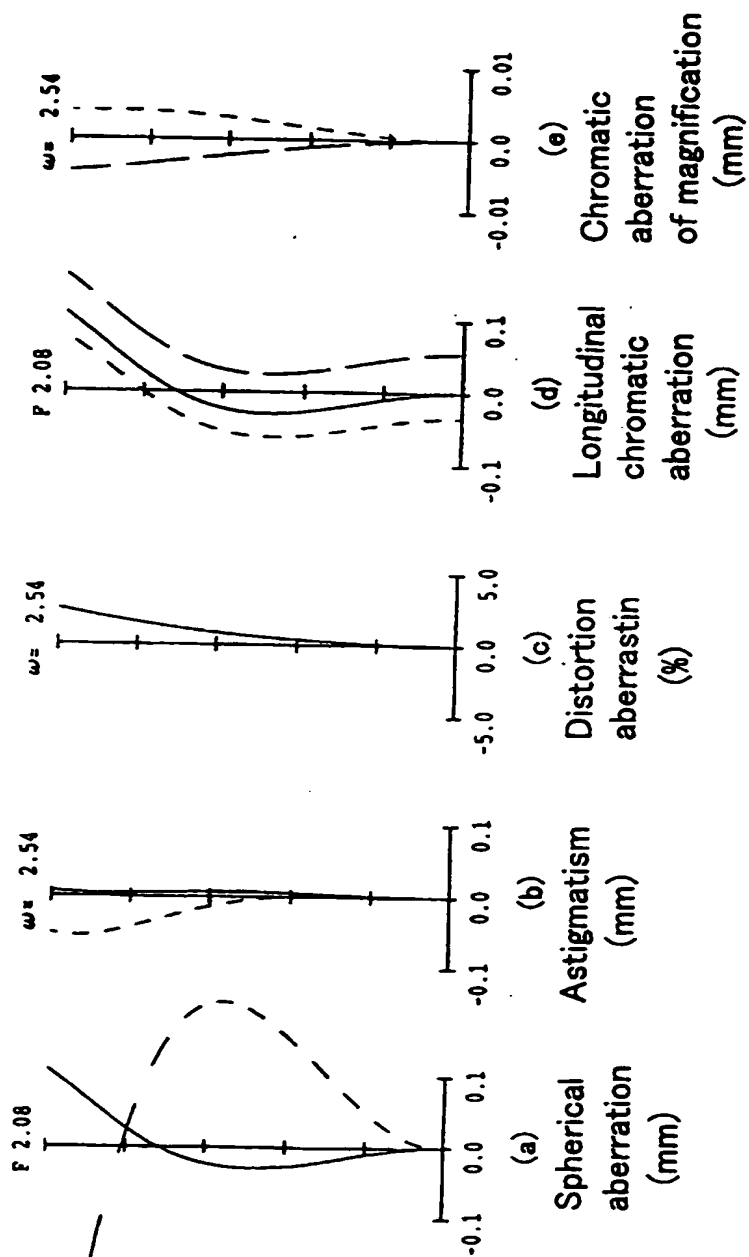 F 2.08
-0.1 0.0 0.1
(a)
Spherical
aberration
(mm)
ω= 2.54
-0.1 0.0 0.1
(b)
Astigmatism
(mm)
ω= 2.54
-5.0 0.0 5.0
(c)
Distortion
aberrastin
(%)
F 2.08
-0.1 0.0 0.1
(d)
Longitudinal
chromatic
aberration
(mm)
ω= 2.54
-0.01 0.0 0.01
(e)
Chromatic
aberration
of magnification
(mm)